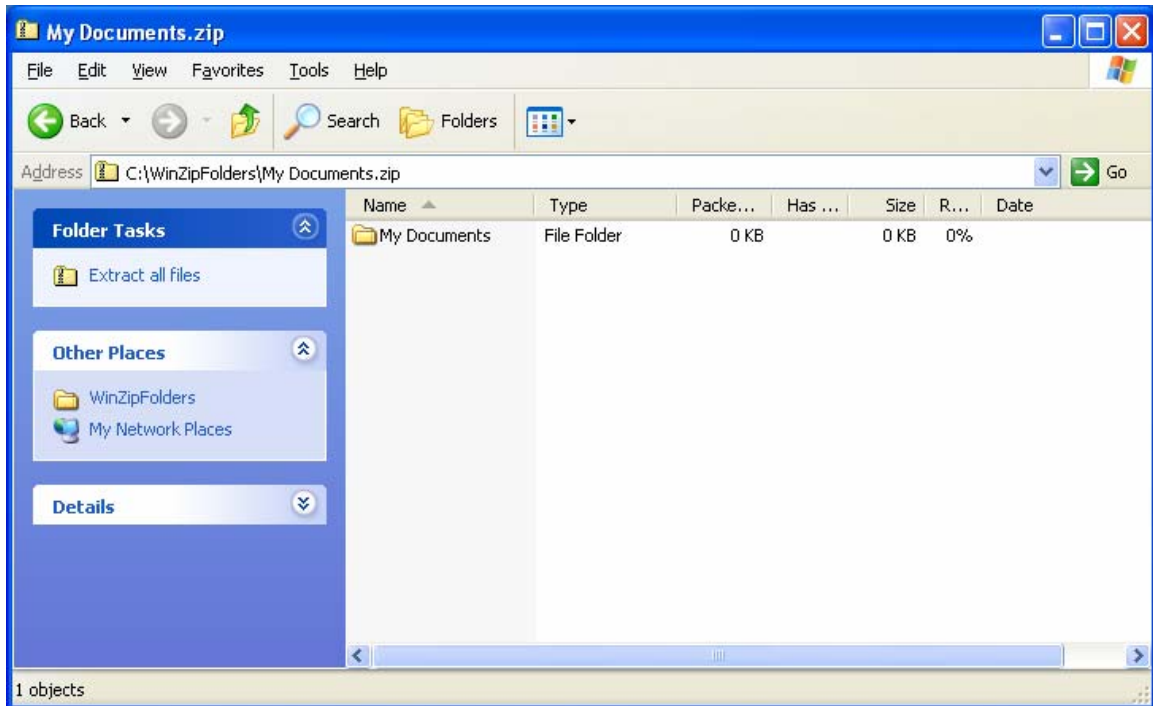 My Documents.zip
File Edit View Favorites Tools Help
Back Search Folders
Address C:\WinZipFolders\My Documents.zip Go
Folder Tasks
Extract all files
Other Places
WinZipFolders
My Network Places
Details
Name Type Packe... Has ... Size R... Date
My Documents File Folder 0 KB 0 KB 0%
1 objects